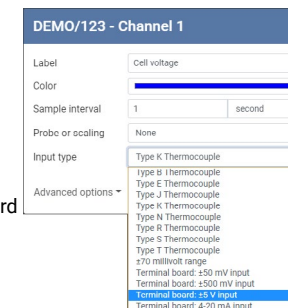 DEMO/123 - Channel 1
Label Cell voltage
Color
Sample interval 1 second
Probe or scaling None
Input type Type K Thermocouple
Advanced options
rd
Type B Thermocouple
Type E Thermocouple
Type J Thermocouple
Type K Thermocouple
Type N Thermocouple
Type R Thermocouple
Type S Thermocouple
Type T Thermocouple
±70 millivolt range
Terminal board: ±50 mV input
Terminal board: ±500 mV input
Terminal board: ±5 V input
Terminal board: 4-20 mA input